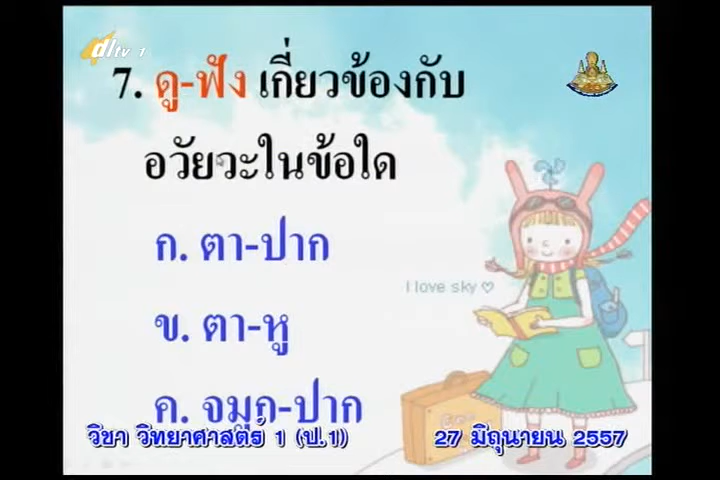 dltv 1
7. ดู-ฟัง เกี่ยวข้องกับ
อวัยวะในข้อใด
ก. ตา-ปาก
I love sky
ข. ตา-หู
ค. จมูก-ปาก
วิชา วิทยาศาสตร์ 1 (ป.1) 27 มิถุนายน 2557